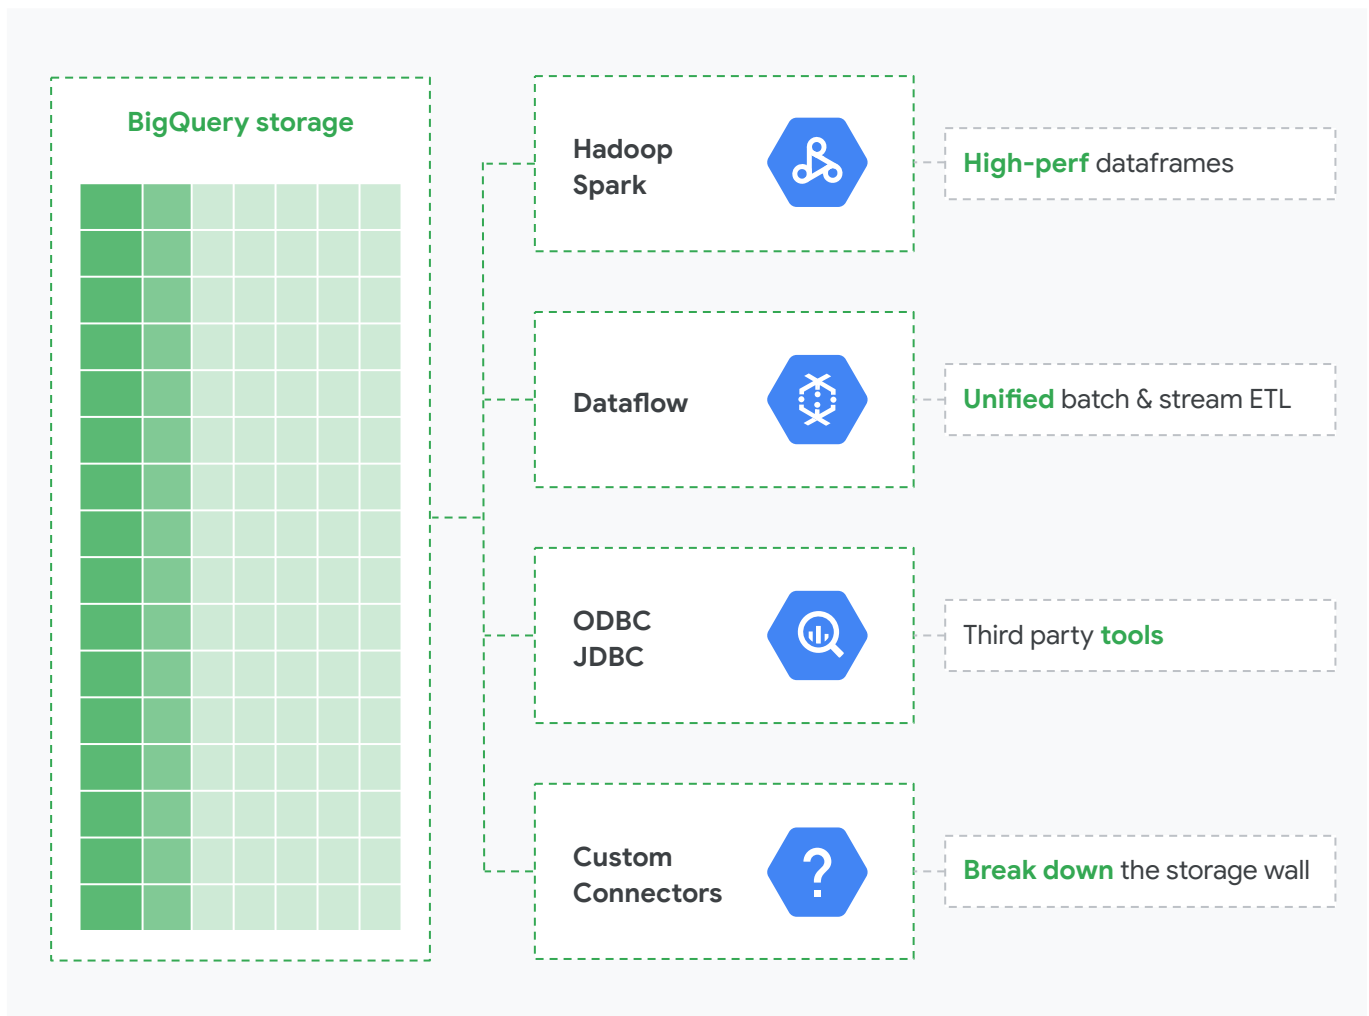 BigQuery storage
Hadoop
Spark
High-perf dataframes
Dataflow
Unified batch & stream ETL
ODBC
JDBC
Third party tools
Custom
Connectors
?
Break down the storage wall